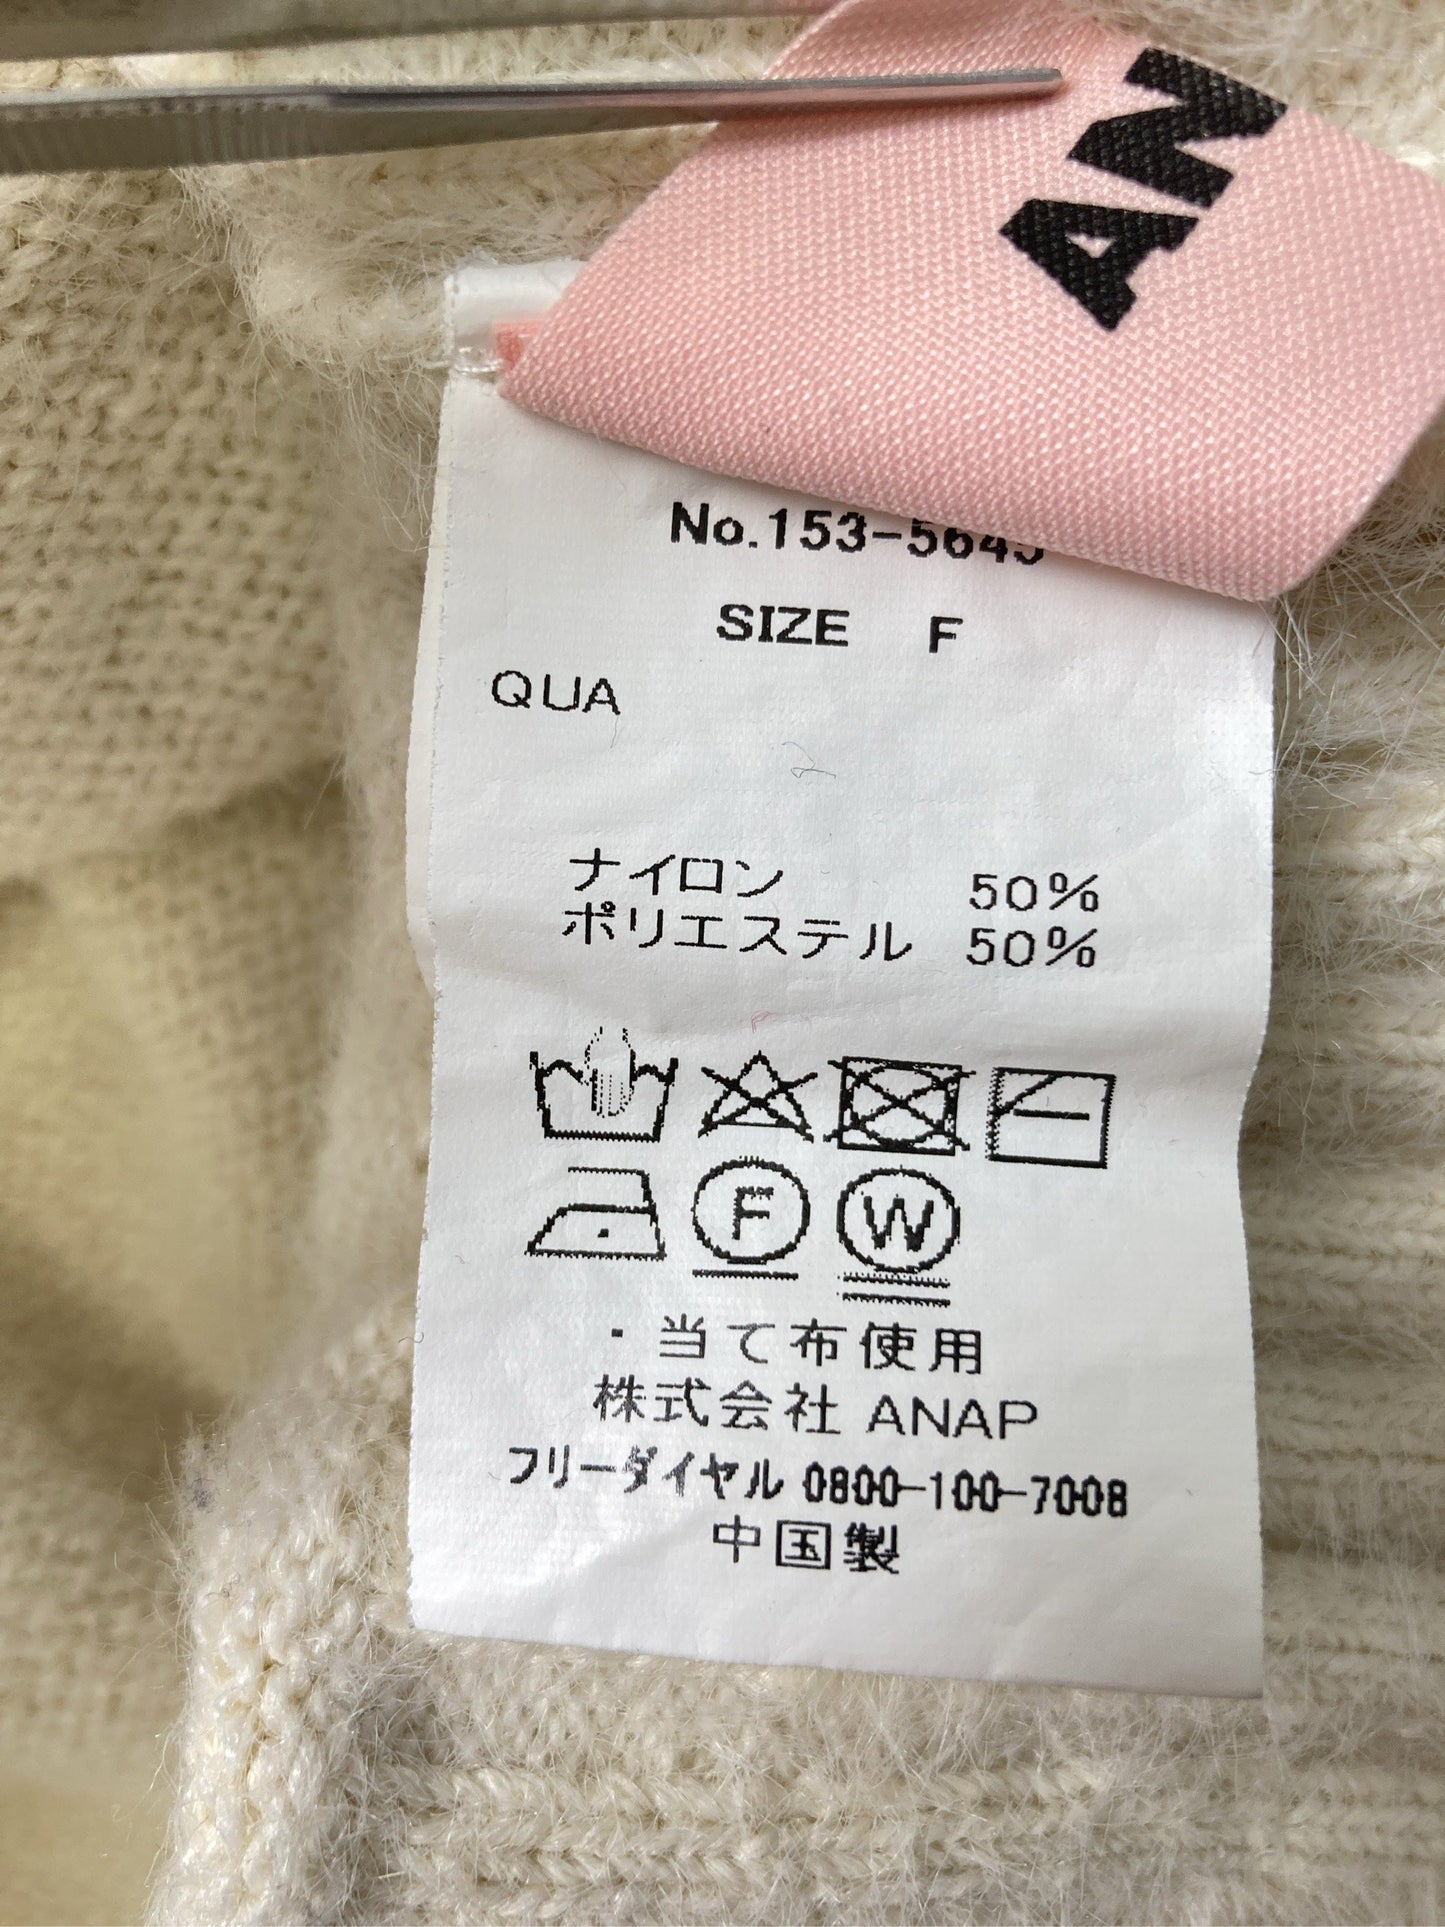 AN
No.153-5645
SIZE F
QUA
ナイロン 50%
ポリエステル 50%
F W
・当て布使用
株式会社 ANAP
フリーダイヤル 0800-100-7008
中国製